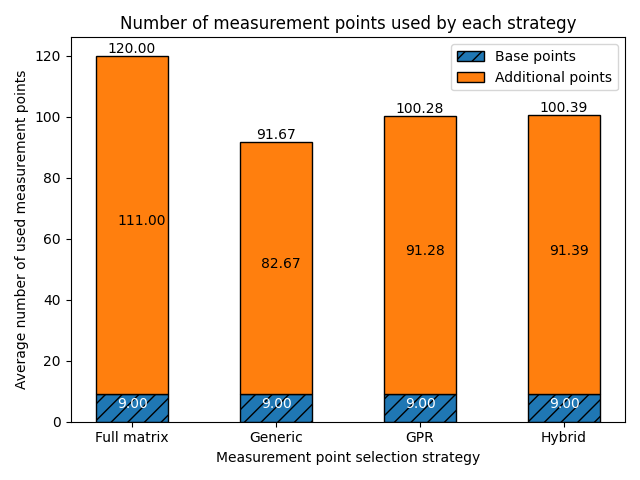 Number of measurement points used by each strategy
Base points
Additional points
Average number of used measurement points
120
100
80
60
40
20
0
120.00
91.67
100.28
100.39
111.00
82.67
91.28
91.39
9.00
9.00
9.00
9.00
Full matrix
Generic
GPR
Hybrid
Measurement point selection strategy